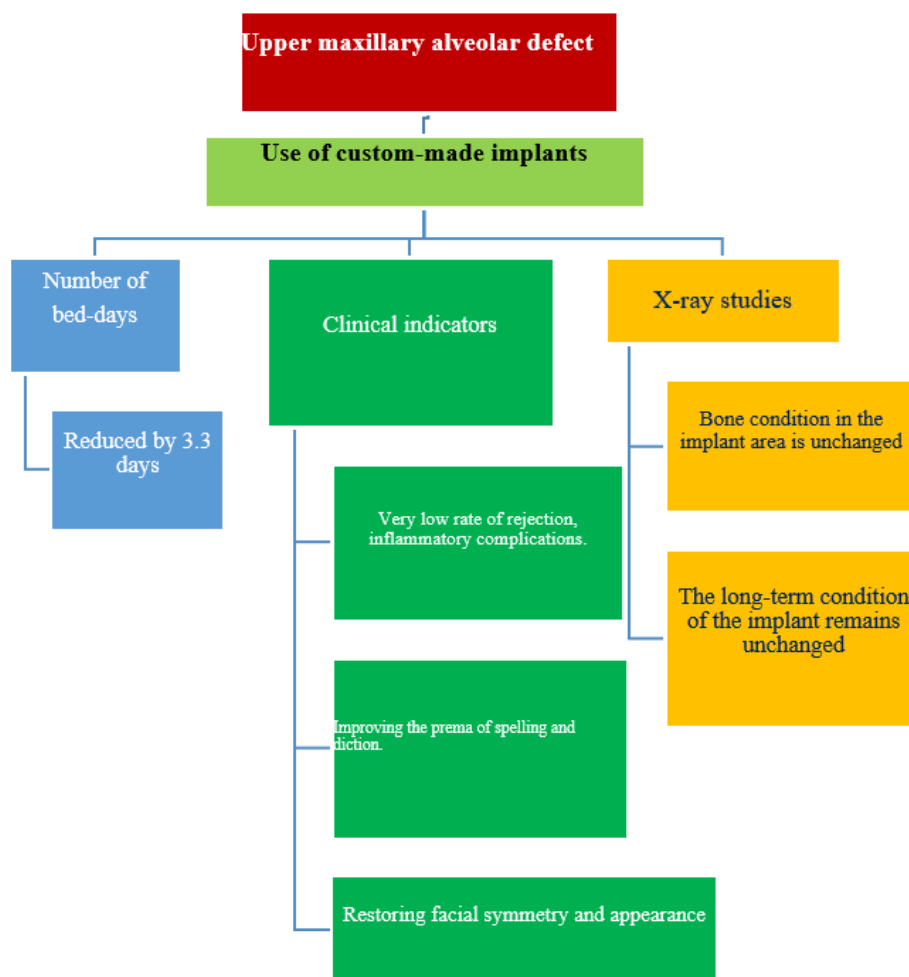 Upper maxillary alveolar defect
Use of custom-made implants
Number of
bed-days
Reduced by 3.3
days
Clinical indicators
Very low rate of rejection,
inflammatory complications.
Improving the prema of spelling and
diction.
Restoring facial symmetry and appearance
X-ray studies
Bone condition in the
implant area is unchanged
The long-term condition
of the implant remains
unchanged